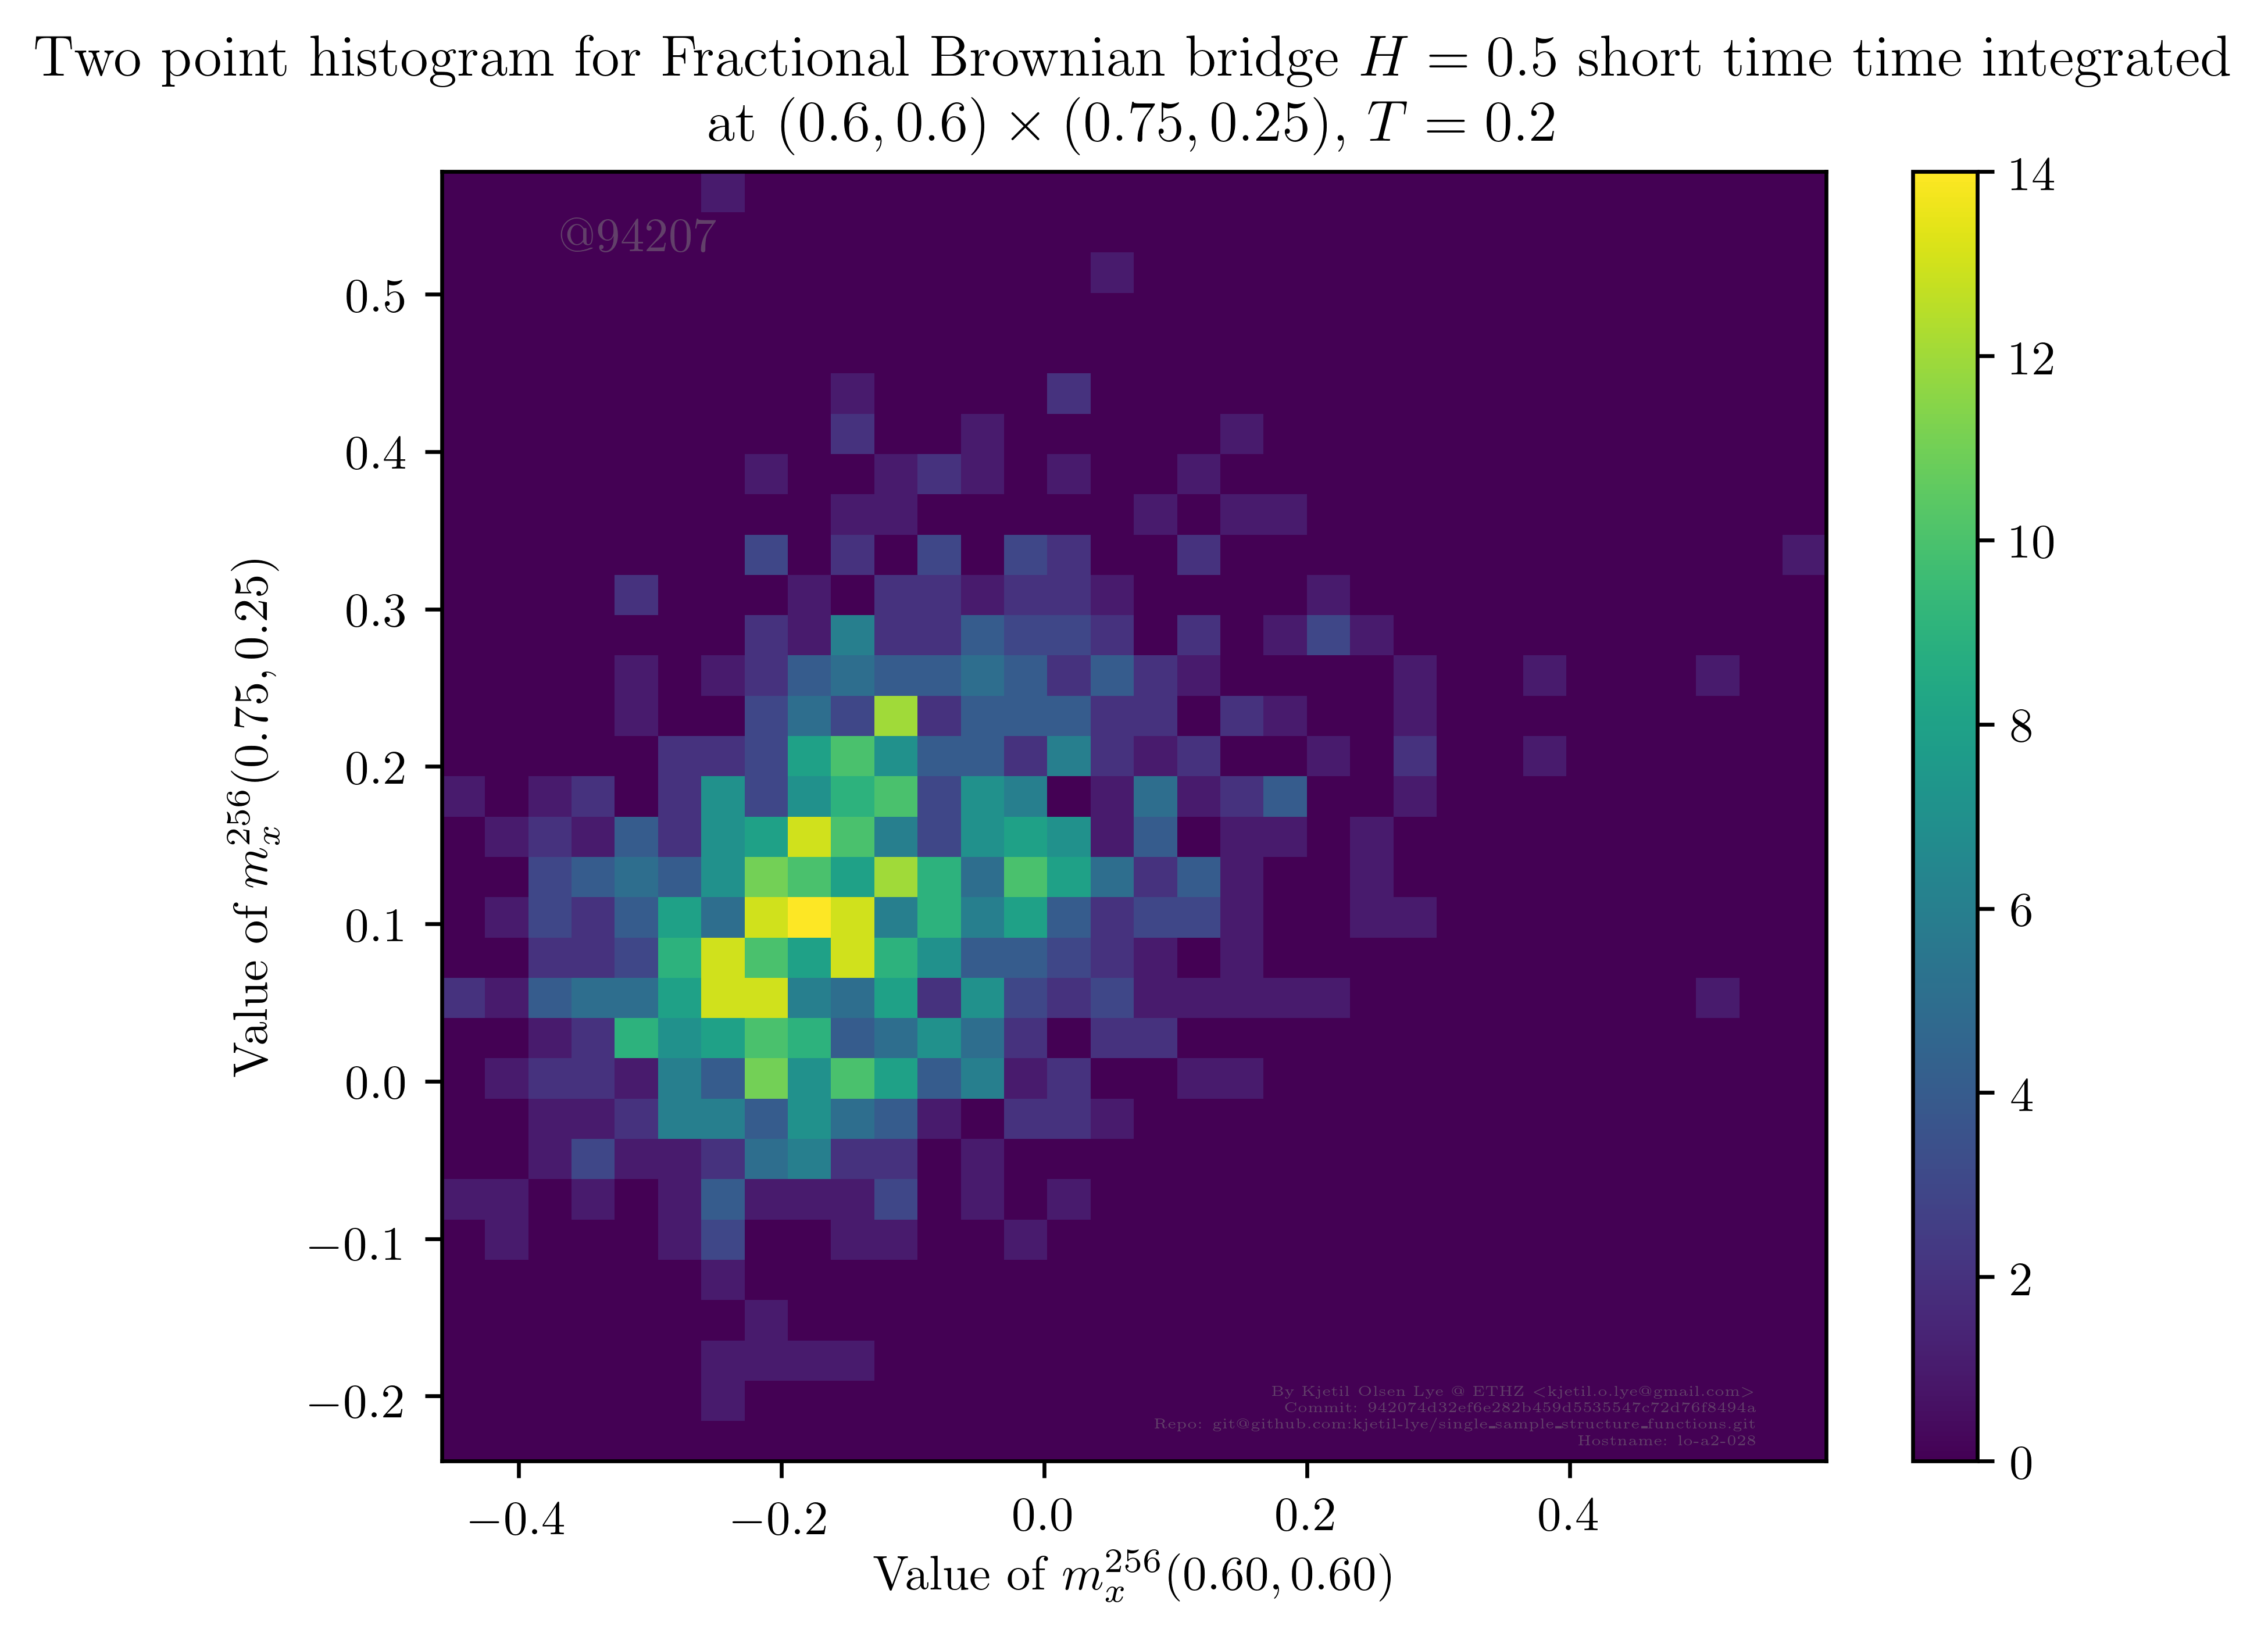 Two point histogram for Fractional Brownian bridge H = 0.5 short time time integrated
at (0.6, 0.6) × (0.75, 0.25), T = 0.2
@94207
14
12
10
8
6
4
2
0
0.5
0.4
0.3
0.2
0.1
0.0
−0.1
−0.2
Value of m_x^256(0.75, 0.25)
By Kjetil Olsen Lye @ ETHZ <kjetil.o.lye@gmail.com>
Commit: 942074d32ef6e282b459d5535547c72d76f8494a
Repo: git@github.com:kjetil-lye/single_sample_structure_functions.git
Hostname: lo-a2-028
−0.4 −0.2 0.0 0.2 0.4
Value of m_x^256(0.60, 0.60)